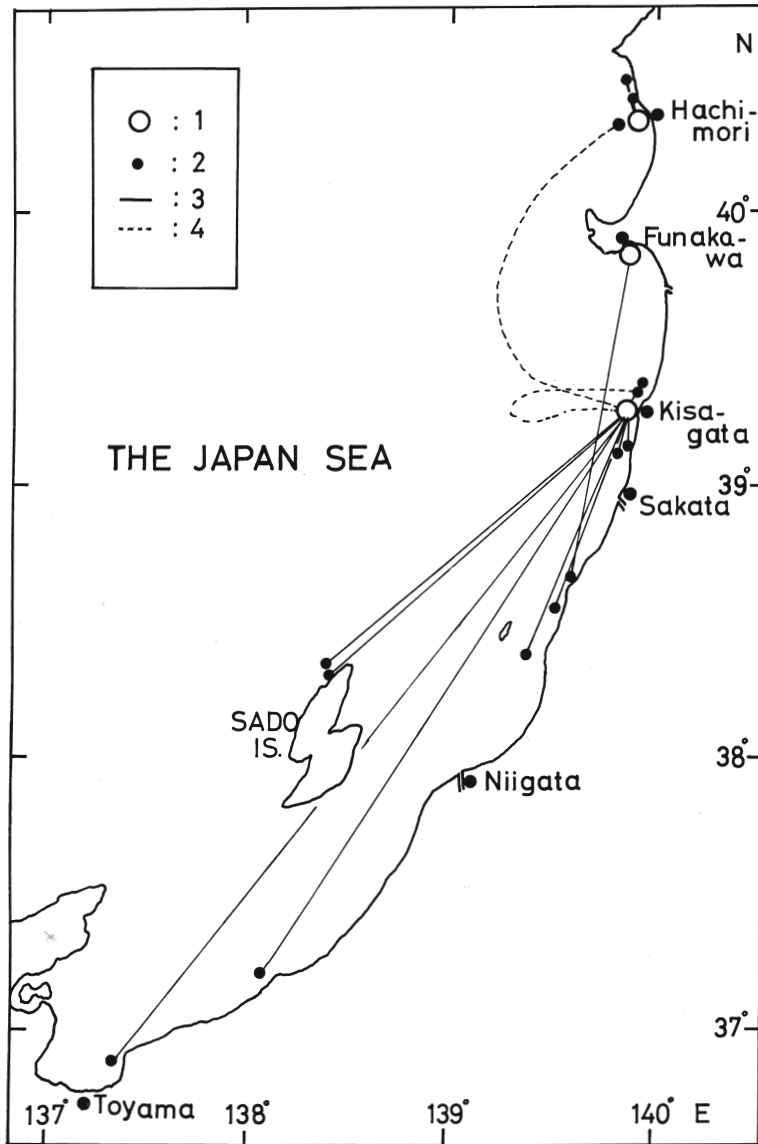 N
: 1
: 2
: 3
: 4
Hachi-
mori
40°
Funaka-
wa
Kisa-
gata
THE JAPAN SEA
39°
Sakata
SADO
IS.
38°
Niigata
37°
Toyama
137°
138°
139°
140° E